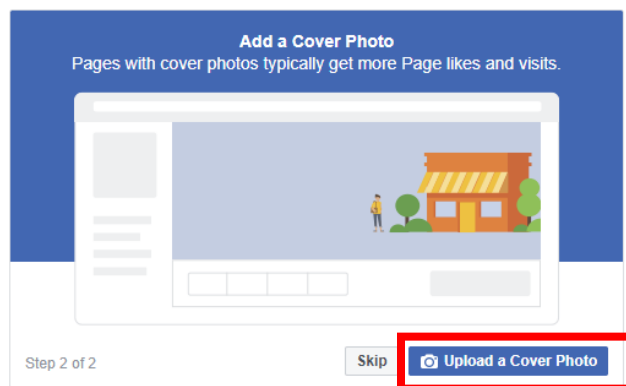 Add a Cover Photo
Pages with cover photos typically get more Page likes and visits.
Step 2 of 2
Skip
Upload a Cover Photo